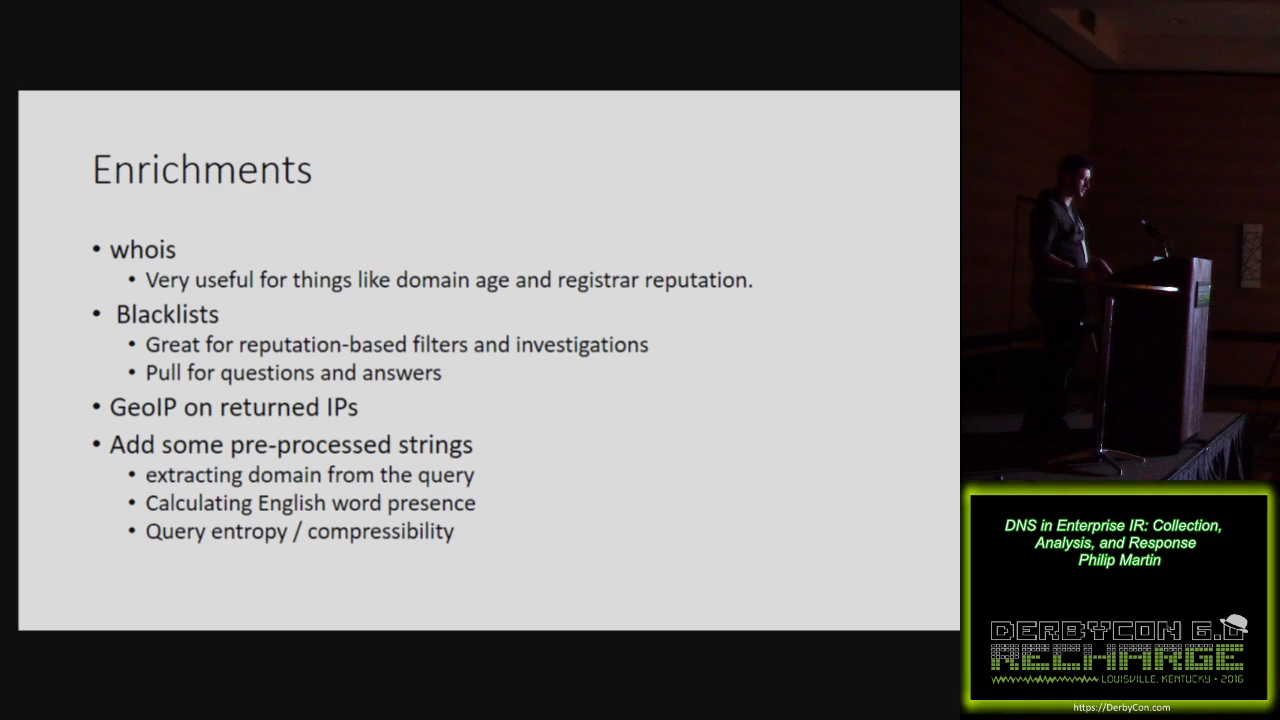 Enrichments
• whois
• Very useful for things like domain age and registrar reputation.
• Blacklists
• Great for reputation-based filters and investigations
• Pull for questions and answers
• GeoIP on returned IPs
• Add some pre-processed strings
• extracting domain from the query
• Calculating English word presence
• Query entropy / compressibility
DNS in Enterprise IR: Collection,
Analysis, and Response
Philip Martin
DERBYCON 6.0
RECHARGE
LOUISVILLE, KENTUCKY • 2016
https://DerbyCon.com